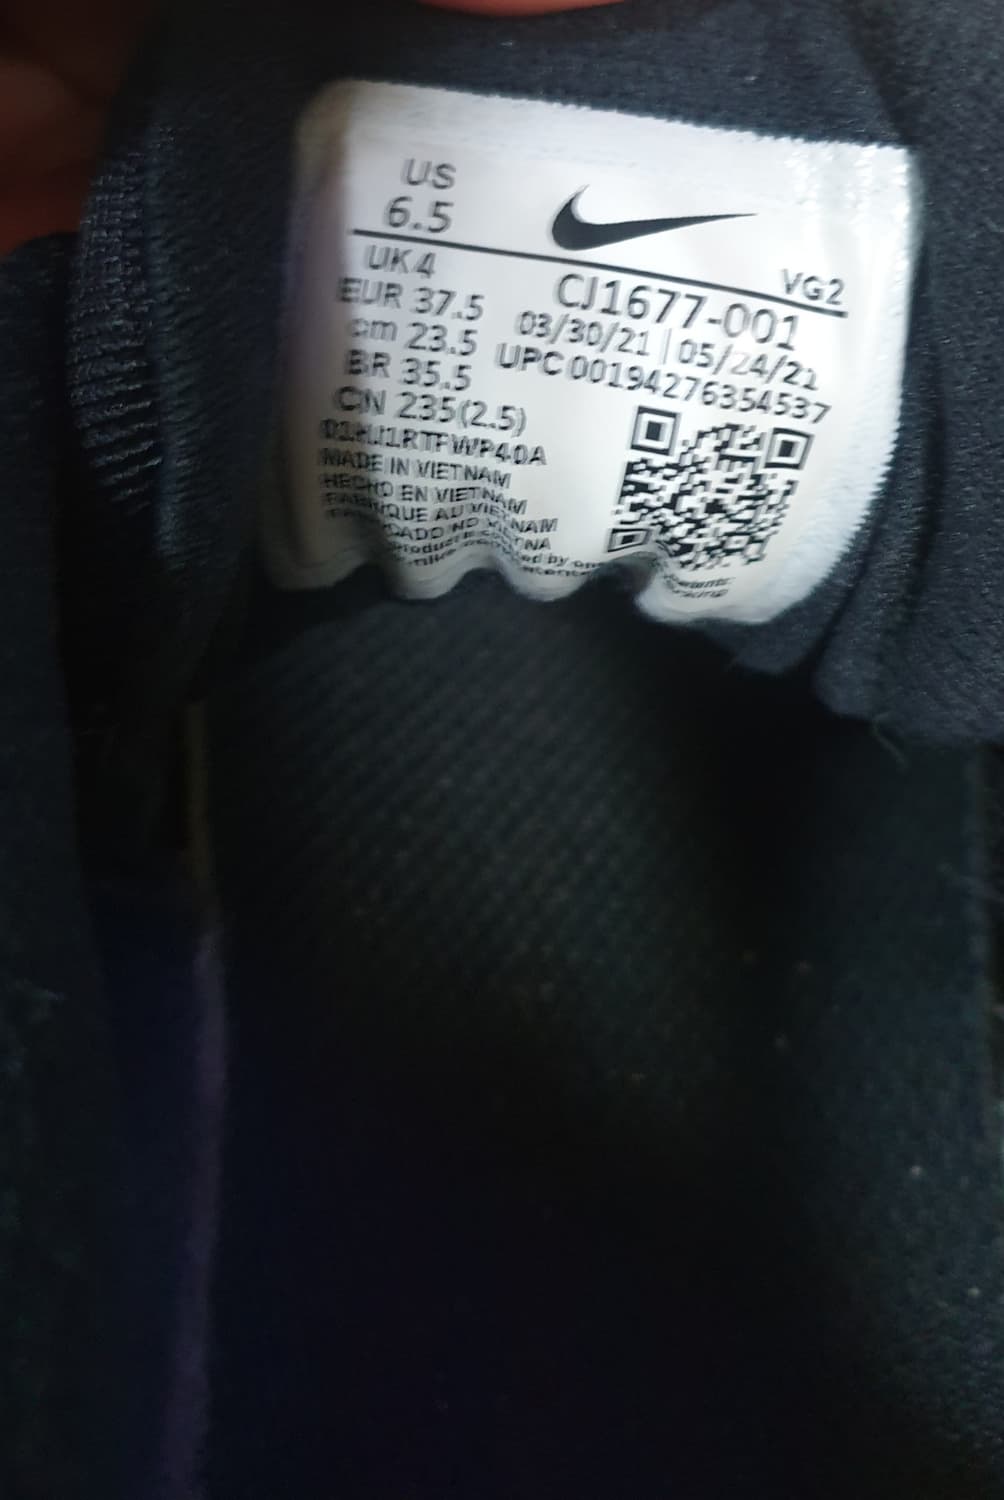 US
6.5
UK 4
EUR 37.5
cm 23.5
BR 35.5
CN 235(2.5)
VG2
CJ1677-001
03/30/21 | 05/24/21
UPC 00194276354537
MADE IN VIETNAM
HECHO EN VIETNAM
FABRIQUE AU VIETNAM
NO
by